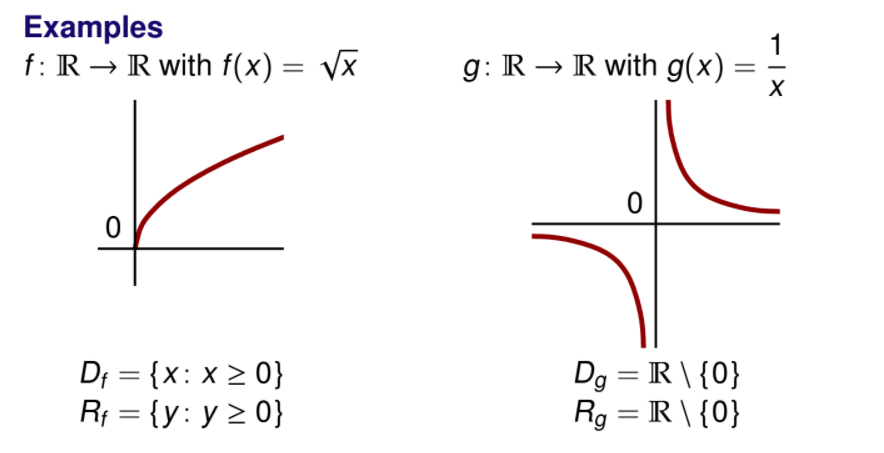 Examples
f: ℝ → ℝ with f(x) = √x
g: ℝ → ℝ with g(x) = 1/x
0
0
D_f = {x: x ≥ 0}
R_f = {y: y ≥ 0}
D_g = ℝ \ {0}
R_g = ℝ \ {0}